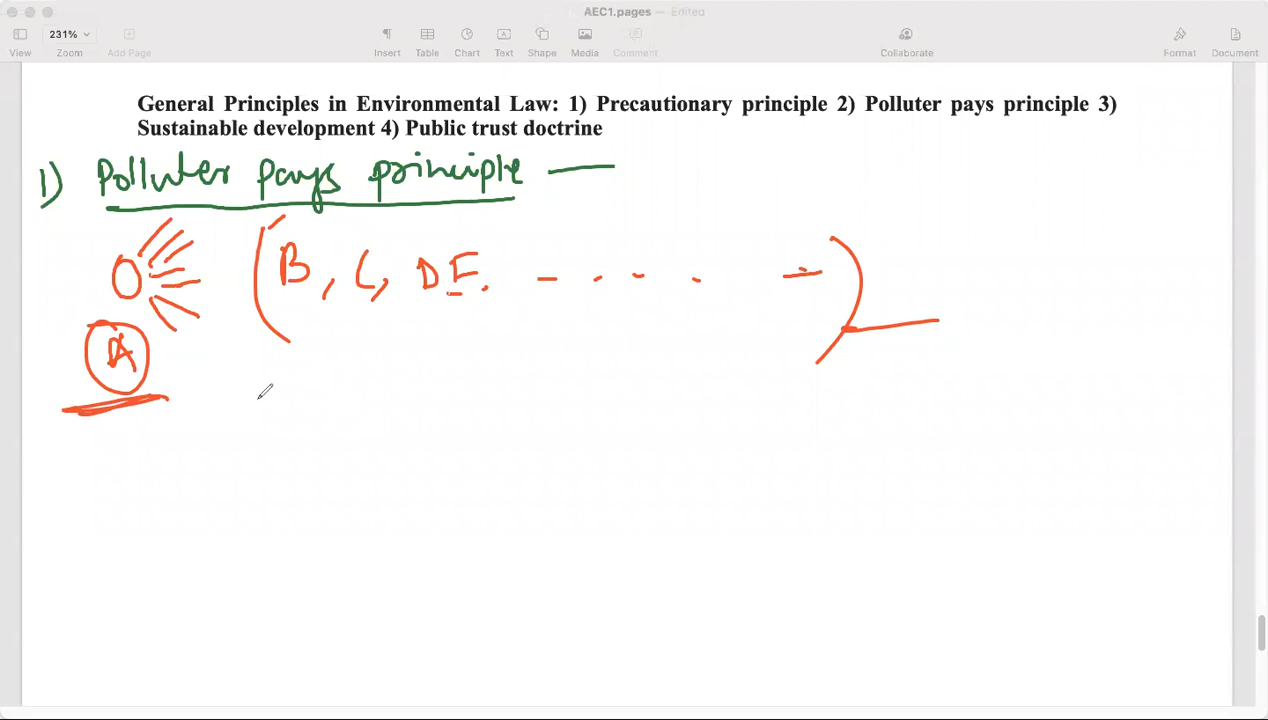 AEC1.pages — Edited
231%
View Zoom Add Page Insert Table Chart Text Shape Media Comment Collaborate Format Document
General Principles in Environmental Law: 1) Precautionary principle 2) Polluter pays principle 3)
Sustainable development 4) Public trust doctrine
1) Polluter pays principle —
B, C, D E. - . . . -
A